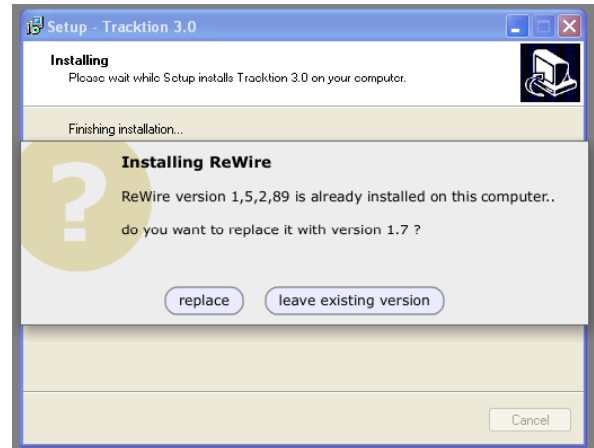 Setup - Tracktion 3.0
Installing
Please wait while Setup installs Tracktion 3.0 on your computer.
Finishing installation...
?
Installing ReWire
ReWire version 1,5,2,89 is already installed on this computer..
do you want to replace it with version 1.7 ?
replace leave existing version
Cancel